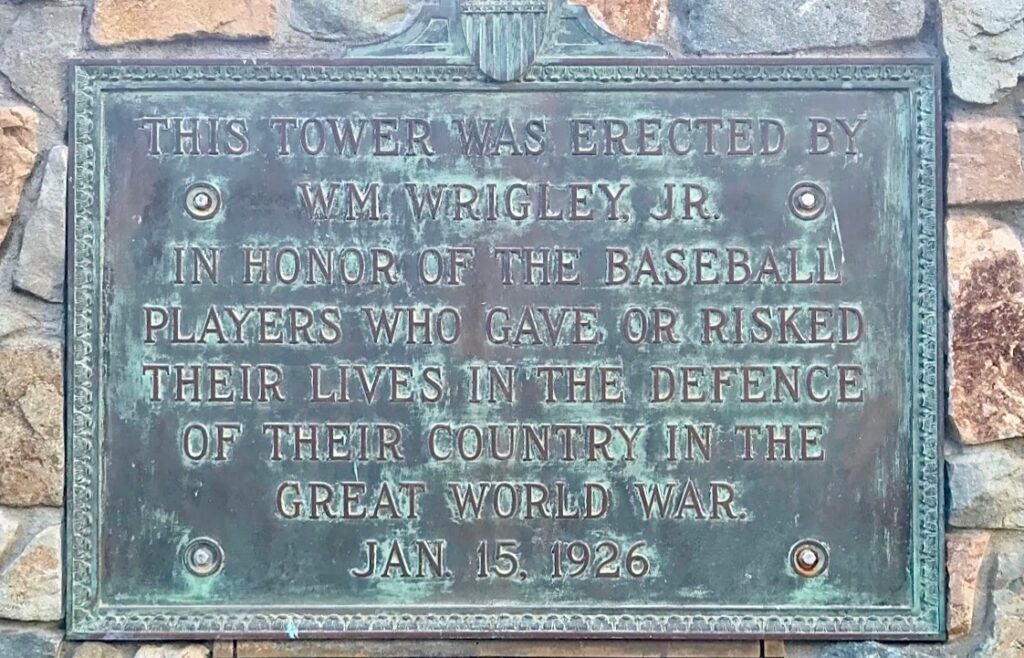 THIS TOWER WAS ERECTED BY
WM. WRIGLEY, JR.
IN HONOR OF THE BASEBALL
PLAYERS WHO GAVE OR RISKED
THEIR LIVES IN THE DEFENCE
OF THEIR COUNTRY IN THE
GREAT WORLD WAR.
JAN. 15, 1926